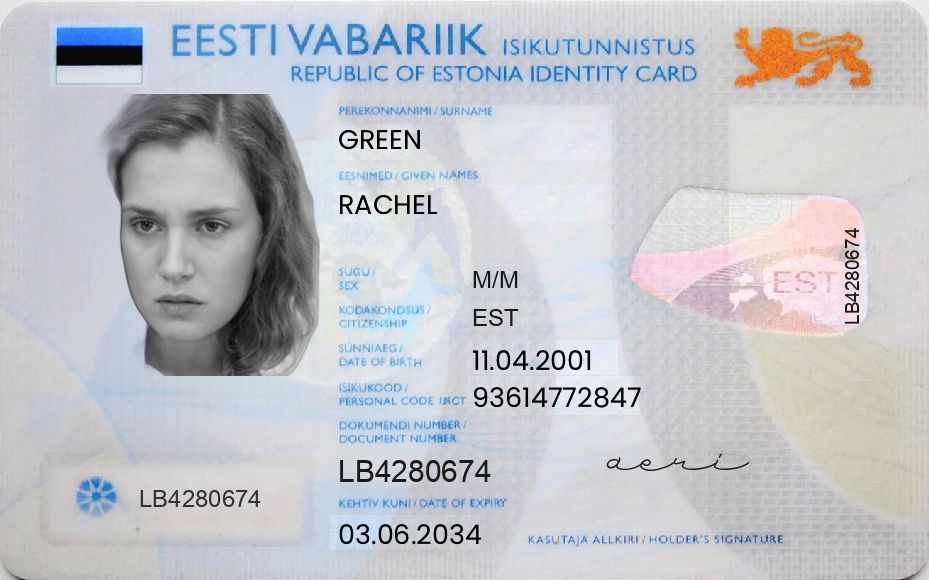 EESTI VABARIIK ISIKUTUNNISTUS
REPUBLIC OF ESTONIA IDENTITY CARD
PEREKONNANIMI / SURNAME
GREEN
EESNIMED / GIVEN NAMES
RACHEL
SUGU /
SEX
M/M
KODAKONDSUS /
CITIZENSHIP
EST
SÜNNIAEG /
DATE OF BIRTH
11.04.2001
ISIKUKOOD /
PERSONAL CODE
93614772847
DOKUMENDI NUMBER /
DOCUMENT NUMBER
LB4280674
KEHTIV KUNI / DATE OF EXPIRY
03.06.2034
LB4280674
EST
LB4280674
aeri
KASUTAJA ALLKIRI / HOLDER'S SIGNATURE